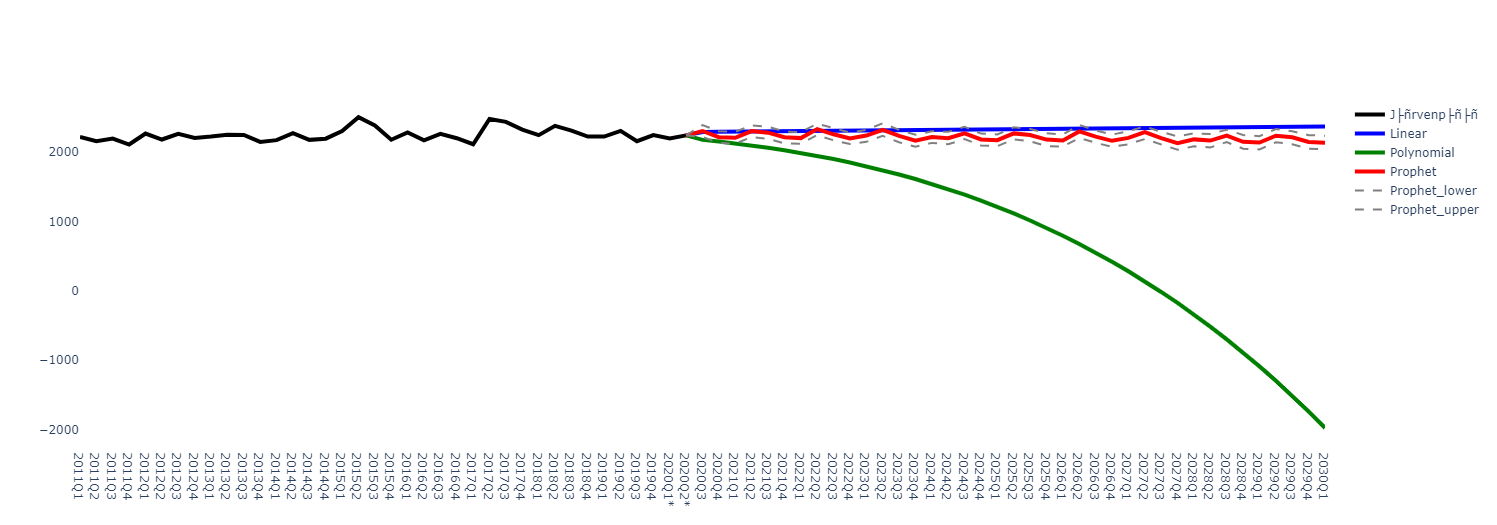 J├ñrvenp├ñ├ñ
Linear
Polynomial
Prophet
Prophet_lower
Prophet_upper
2000
1000
0
−1000
−2000
2011Q1
2011Q2
2011Q3
2011Q4
2012Q1
2012Q2
2012Q3
2012Q4
2013Q1
2013Q2
2013Q3
2013Q4
2014Q1
2014Q2
2014Q3
2014Q4
2015Q1
2015Q2
2015Q3
2015Q4
2016Q1
2016Q2
2016Q3
2016Q4
2017Q1
2017Q2
2017Q3
2017Q4
2018Q1
2018Q2
2018Q3
2018Q4
2019Q1
2019Q2
2019Q3
2019Q4
2020Q1*
2020Q2*
2020Q3
2020Q4
2021Q1
2021Q2
2021Q3
2021Q4
2022Q1
2022Q2
2022Q3
2022Q4
2023Q1
2023Q2
2023Q3
2023Q4
2024Q1
2024Q2
2024Q3
2024Q4
2025Q1
2025Q2
2025Q3
2025Q4
2026Q1
2026Q2
2026Q3
2026Q4
2027Q1
2027Q2
2027Q3
2027Q4
2028Q1
2028Q2
2028Q3
2028Q4
2029Q1
2029Q2
2029Q3
2029Q4
2030Q1